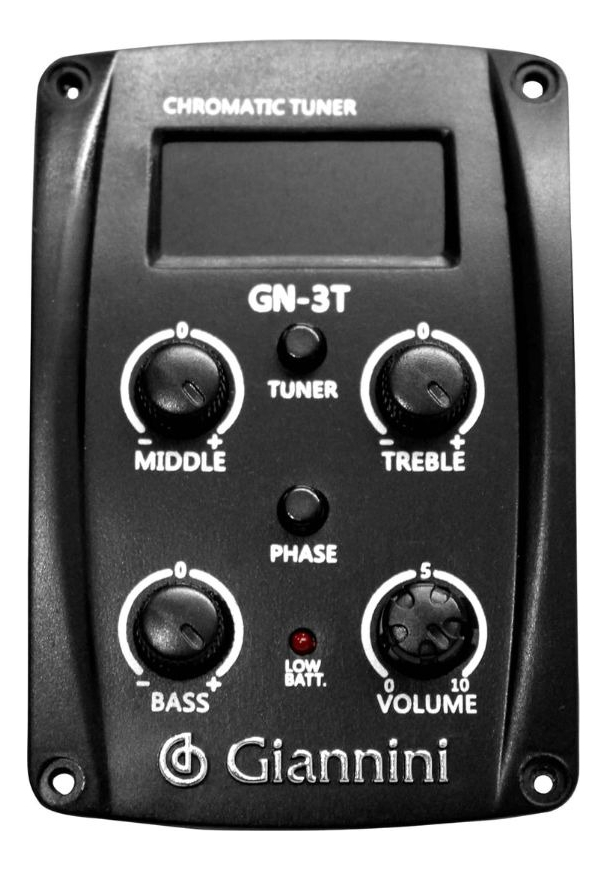 CHROMATIC TUNER
GN-3T
0
0
TUNER
- +
- +
MIDDLE
TREBLE
PHASE
0
5
LOW
BATT.
- +
0 10
BASS
VOLUME
Giannini